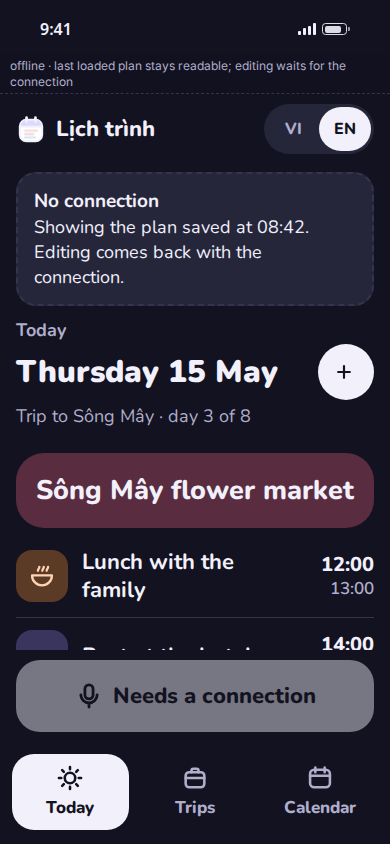 9:41
offline · last loaded plan stays readable; editing waits for the
connection
Lịch trình
VI
EN
No connection
Showing the plan saved at 08:42.
Editing comes back with the
connection.
Today
Thursday 15 May
Trip to Sông Mây · day 3 of 8
Sông Mây flower market
Lunch with the
family
12:00
13:00
14:00
Needs a connection
Today
Trips
Calendar